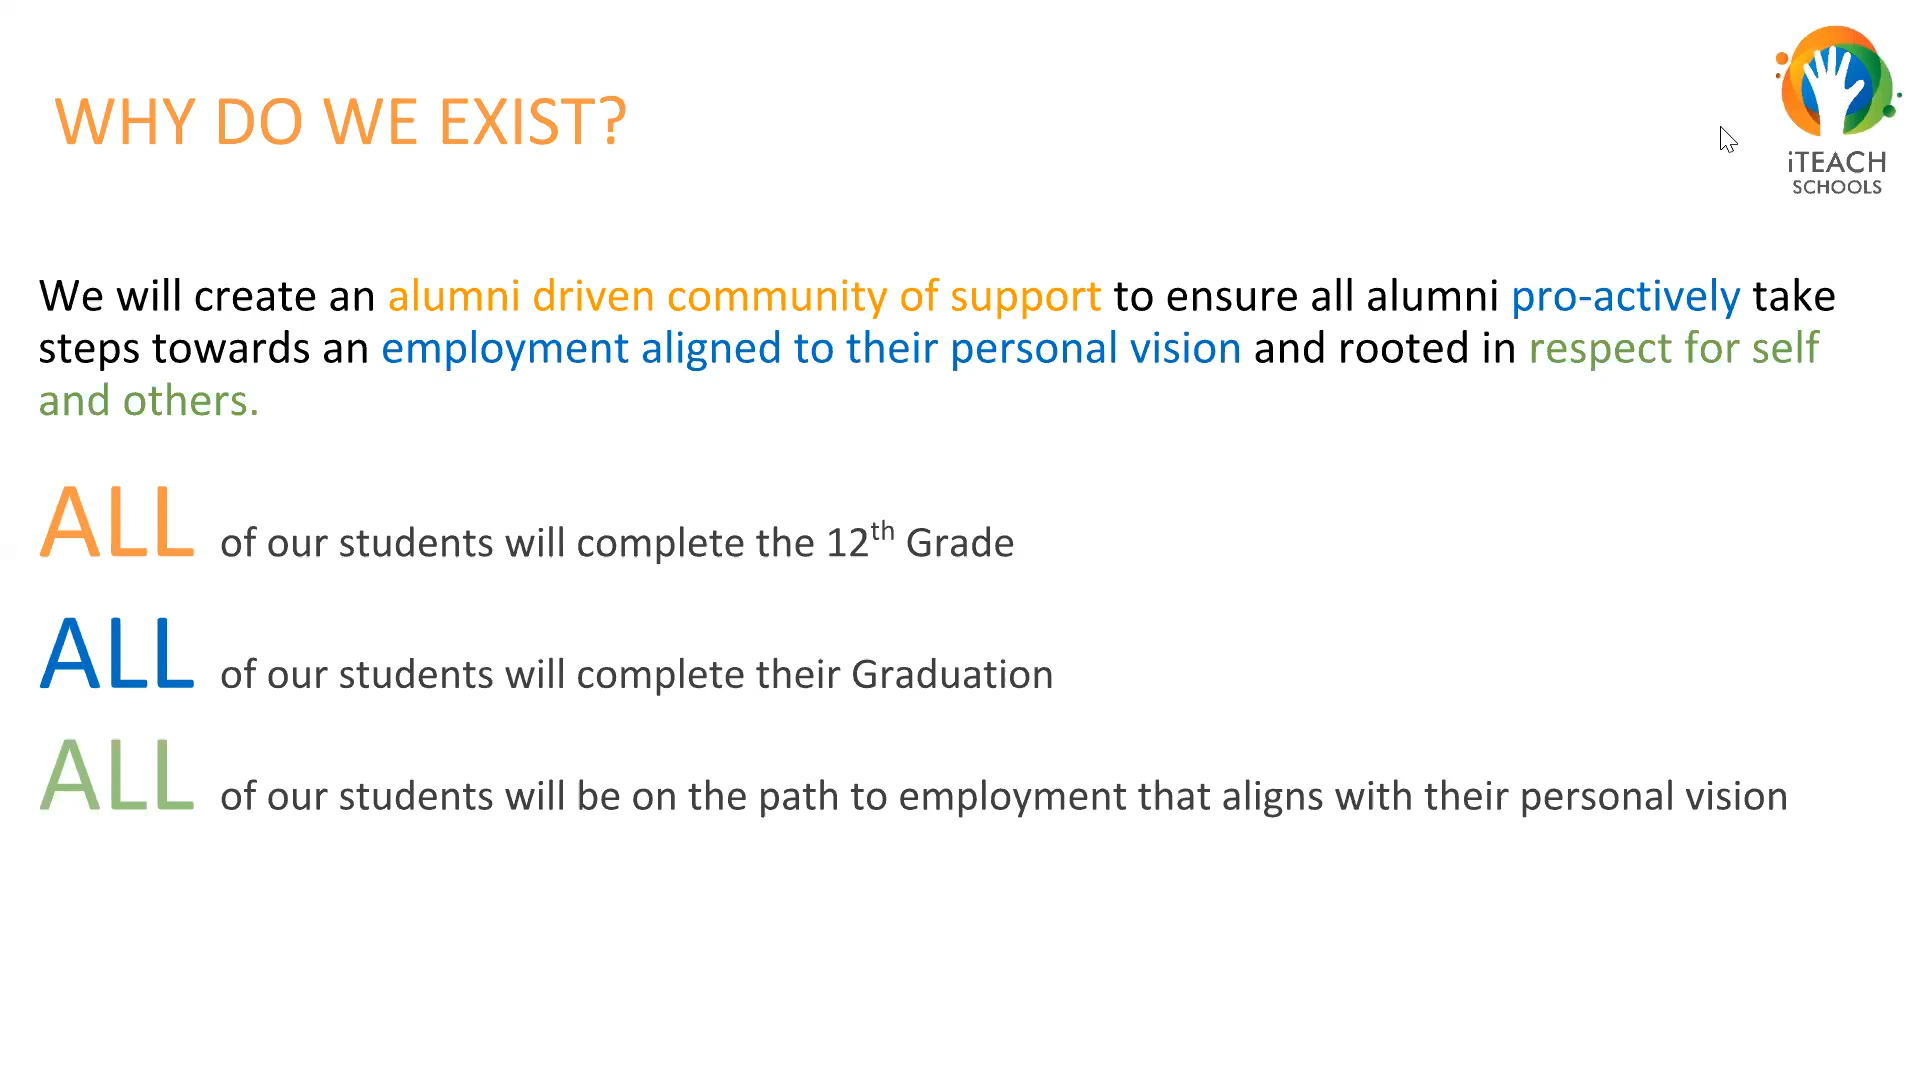 WHY DO WE EXIST?
iTEACH
SCHOOLS
We will create an alumni driven community of support to ensure all alumni pro-actively take
steps towards an employment aligned to their personal vision and rooted in respect for self
and others.
ALL of our students will complete the 12th Grade
ALL of our students will complete their Graduation
ALL of our students will be on the path to employment that aligns with their personal vision